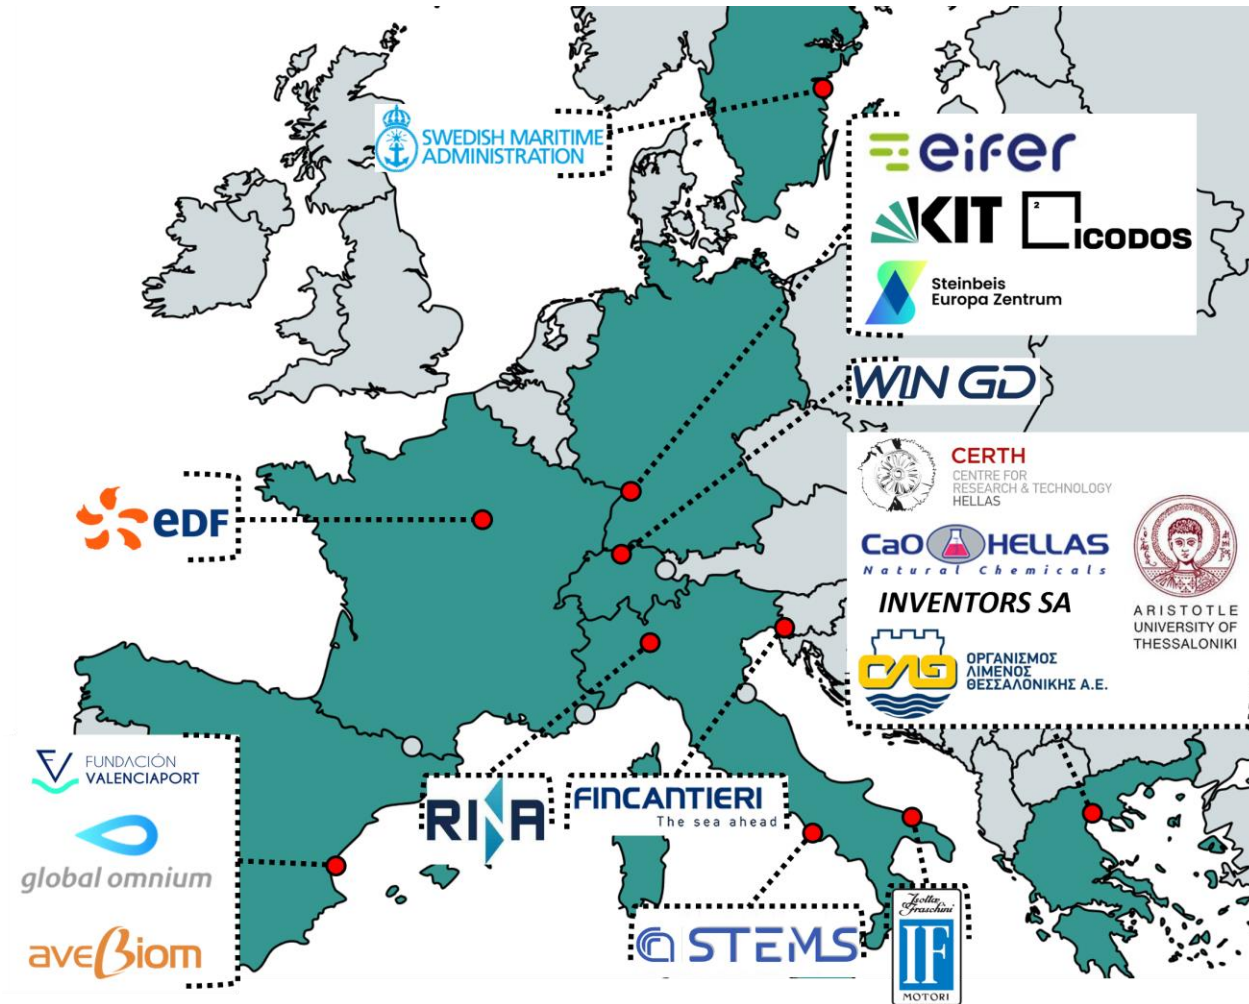 SWEDISH MARITIME
ADMINISTRATION
eifer
KIT
2
ICODOS
Steinbeis
Europa Zentrum
WIN GD
CERTH
CENTRE FOR
RESEARCH & TECHNOLOGY
HELLAS
CaO HELLAS
Natural Chemicals
INVENTORS SA
ΟΡΓΑΝΙΣΜΟΣ
ΛΙΜΕΝΟΣ
ΘΕΣΣΑΛΟΝΙΚΗΣ Α.Ε.
ARISTOTLE
UNIVERSITY OF
THESSALONIKI
eDF
FUNDACIÓN
VALENCIAPORT
global omnium
aveBiom
RINA
FINCANTIERI
The sea ahead
STEMS
Isotta
Fraschini
IF
MOTORI